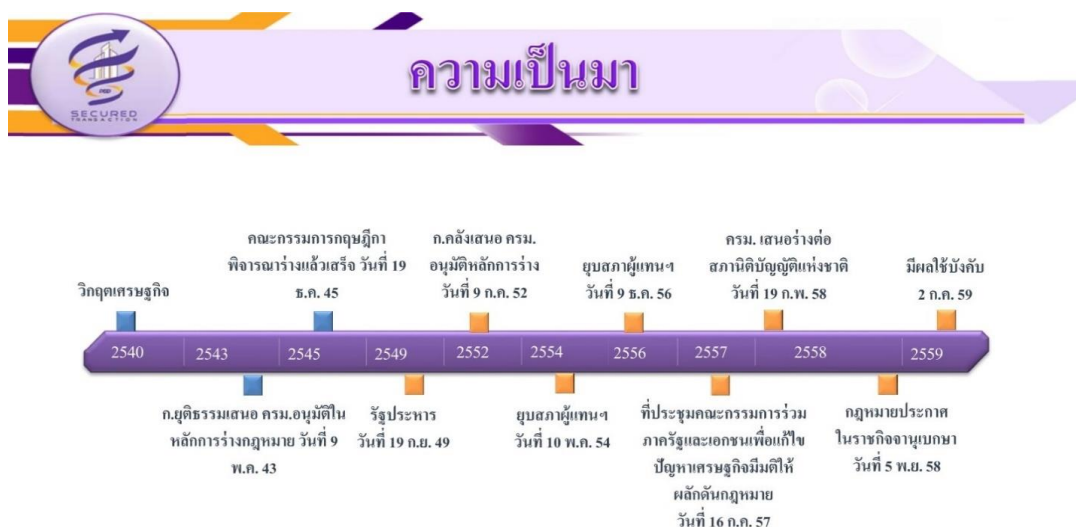 PBD
SECURED
TRANSACTION
ความเป็นมา
วิกฤตเศรษฐกิจ
คณะกรรมการกฤษฎีกา
พิจารณาร่างแล้วเสร็จ วันที่ 19
ธ.ค. 45
ก.คลังเสนอ ครม.
อนุมัติหลักการร่าง
วันที่ 9 ก.ค. 52
ยุบสภาผู้แทนฯ
วันที่ 9 ธ.ค. 56
ครม. เสนอร่างต่อ
สภานิติบัญญัติแห่งชาติ
วันที่ 19 ก.พ. 58
มีผลใช้บังคับ
2 ก.ค. 59
2540 2543 2545 2549 2552 2554 2556 2557 2558 2559
ก.ยุติธรรมเสนอ ครม.อนุมัติใน
หลักการร่างกฎหมาย วันที่ 9
พ.ค. 43
รัฐประหาร
วันที่ 19 ก.ย. 49
ยุบสภาผู้แทนฯ
วันที่ 10 พ.ค. 54
ที่ประชุมคณะกรรมการร่วม
ภาครัฐและเอกชนเพื่อแก้ไข
ปัญหาเศรษฐกิจมีมติให้
ผลักดันกฎหมาย
วันที่ 16 ก.ค. 57
กฎหมายประกาศ
ในราชกิจจานุเบกษา
วันที่ 5 พ.ย. 58